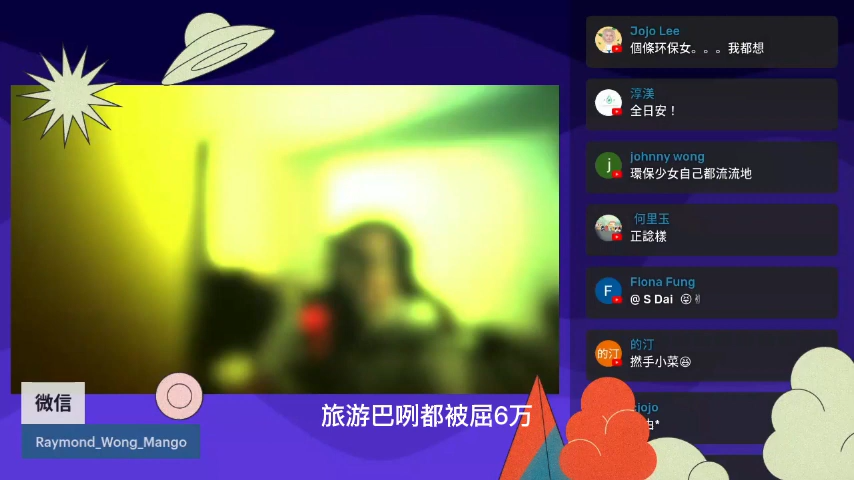 Jojo Lee
個條环保女。。。我都想
淳漢
全日安！
johnny wong
環保少女自己都流流地
何里玉
正諗樣
Fiona Fung
@ S Dai 😜✌
的汀
撚手小菜😆
微信
旅游巴咧都被屈6万
Raymond_Wong_Mango